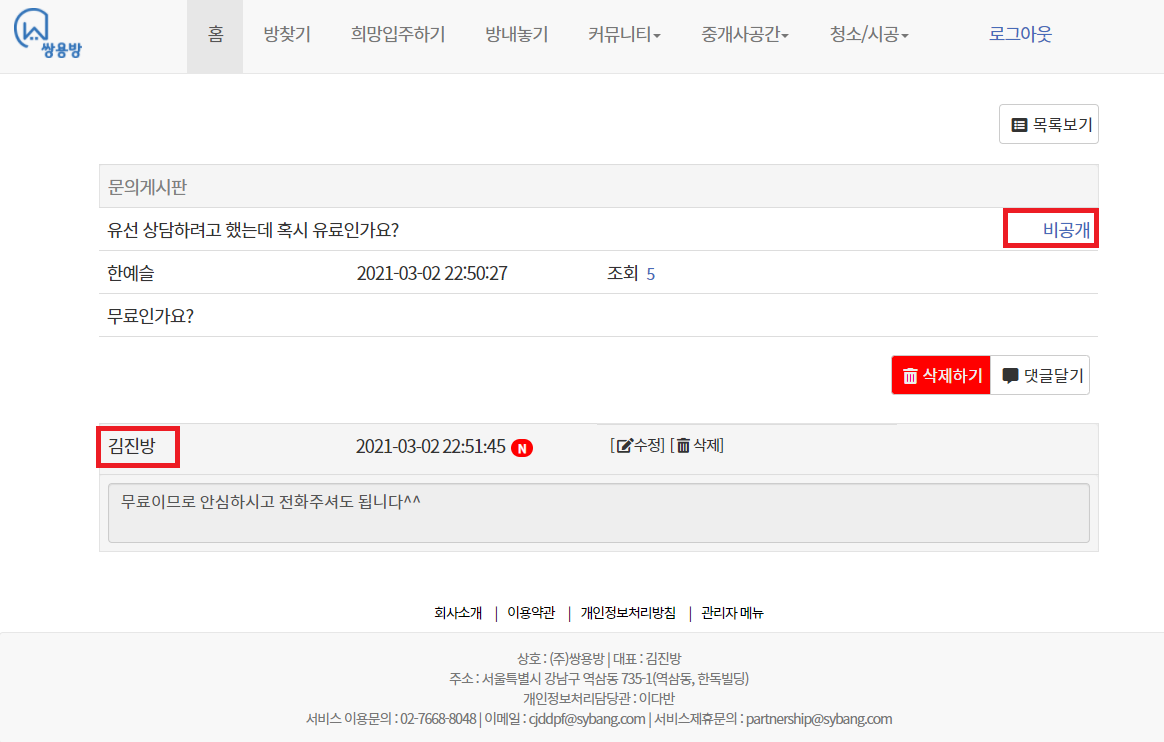 쌍용방 홈 방찾기 희망입주하기 방내놓기 커뮤니티 중개사공간 청소/시공 로그아웃
목록보기
문의게시판
유선 상담하려고 했는데 혹시 유료인가요? 비공개
한예슬 2021-03-02 22:50:27 조회 5
무료인가요?
삭제하기 댓글달기
김진방 2021-03-02 22:51:45 N [수정] [삭제]
무료이므로 안심하시고 전화주셔도 됩니다^^
회사소개 | 이용약관 | 개인정보처리방침 | 관리자 메뉴
상호 : (주)쌍용방 | 대표 : 김진방
주소 : 서울특별시 강남구 역삼동 735-1(역삼동, 한독빌딩)
개인정보처리담당관 : 이다반
서비스 이용문의 : 02-7668-8048 | 이메일 : cjddpf@sybang.com | 서비스제휴문의 : partnership@sybang.com